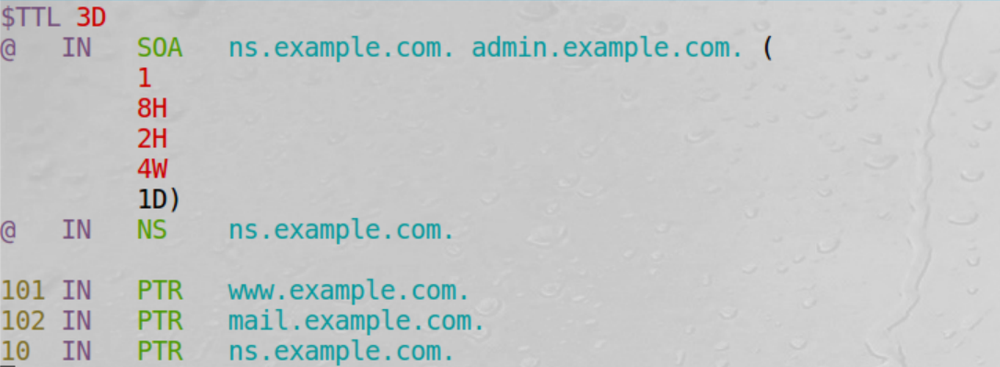 $TTL 3D
@ IN SOA ns.example.com. admin.example.com. (
1
8H
2H
4W
1D)
@ IN NS ns.example.com.
101 IN PTR www.example.com.
102 IN PTR mail.example.com.
10 IN PTR ns.example.com.